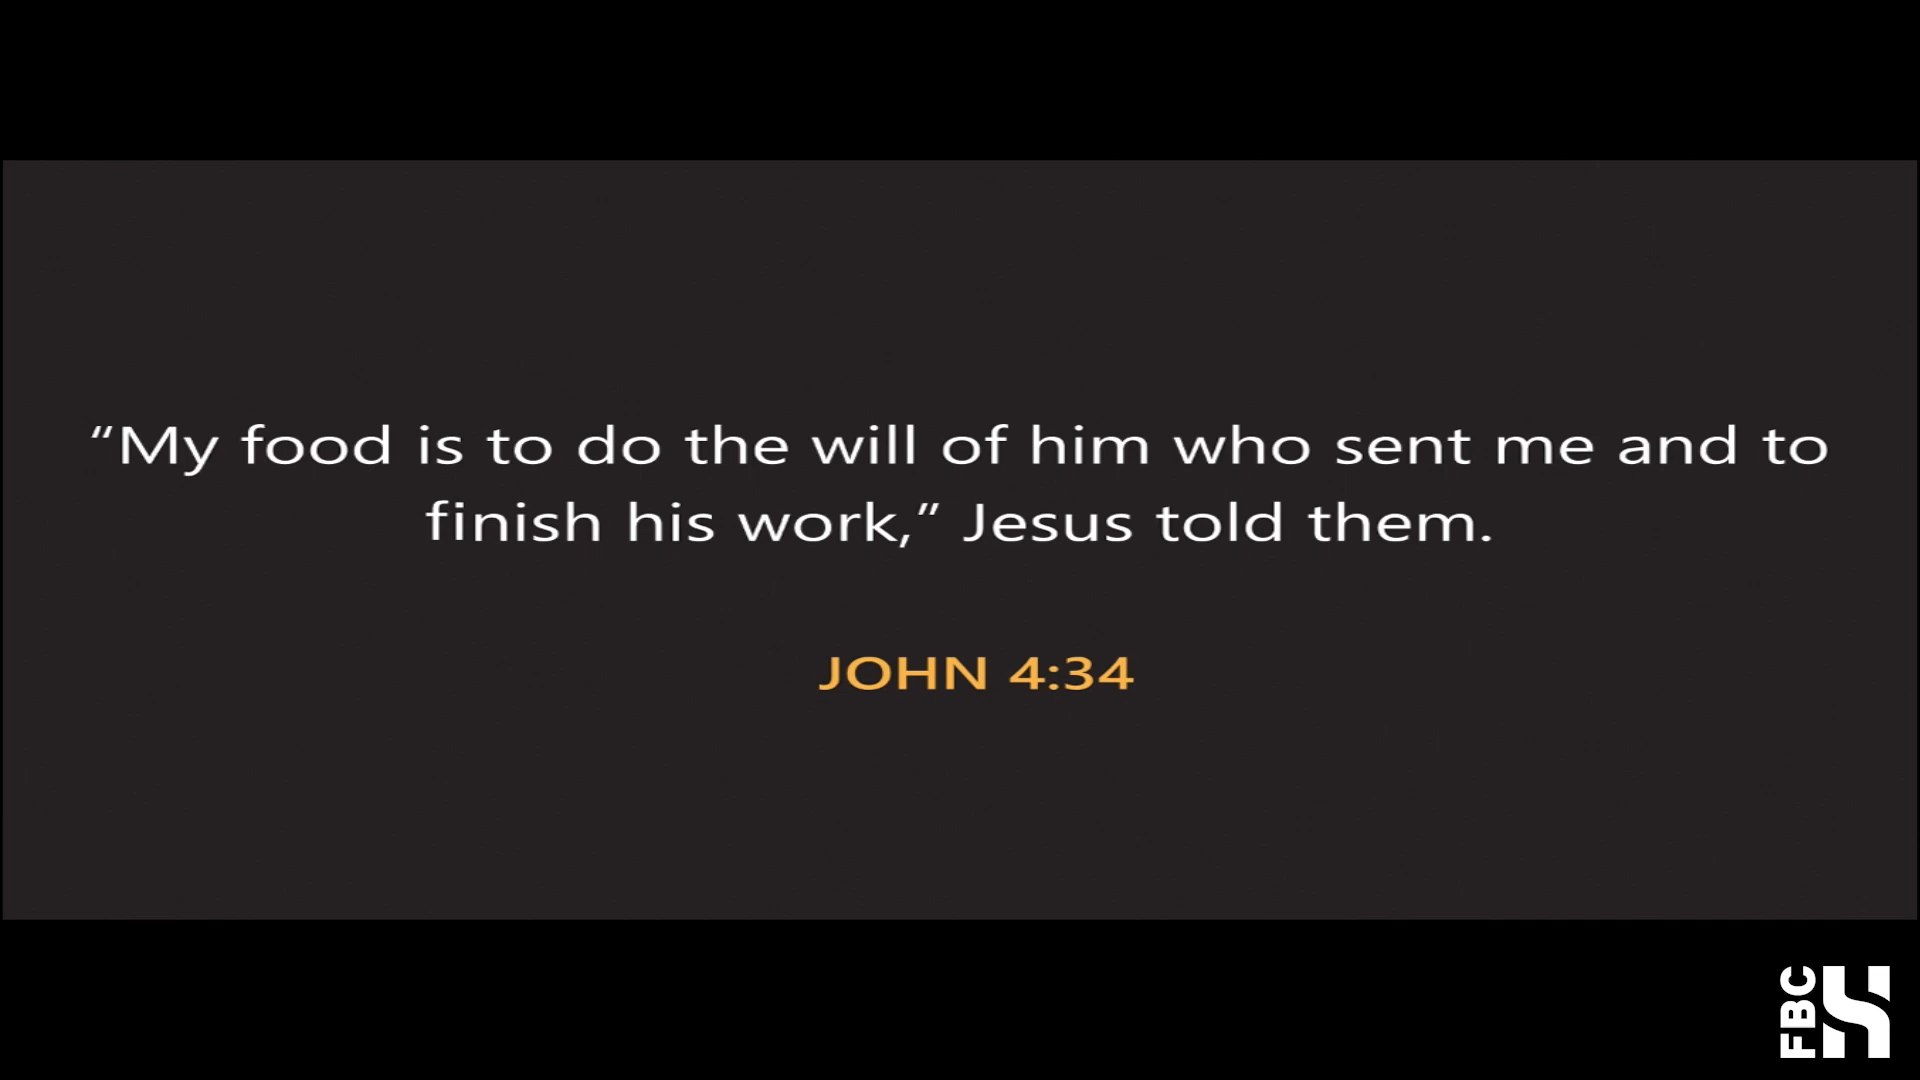 “My food is to do the will of him who sent me and to
finish his work,” Jesus told them.
JOHN 4:34
FBC
H